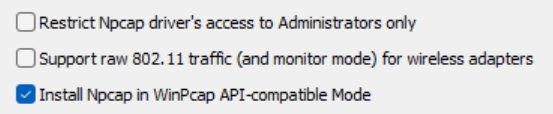 Restrict Npcap driver's access to Administrators only
Support raw 802.11 traffic (and monitor mode) for wireless adapters
Install Npcap in WinPcap API-compatible Mode